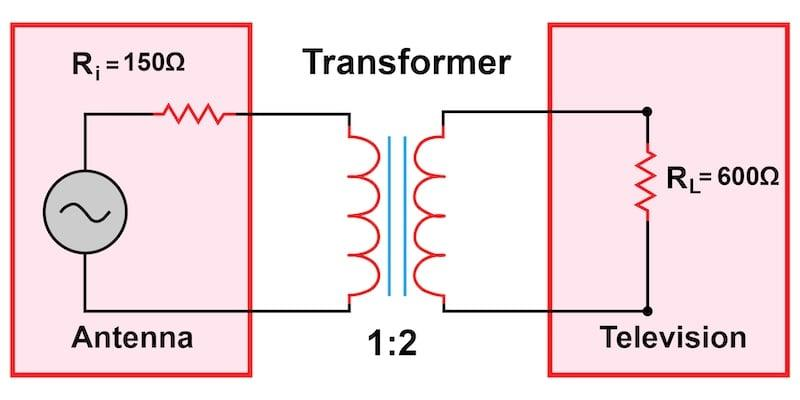 Rᵢ = 150Ω
Transformer
R_L = 600Ω
Antenna
1:2
Television